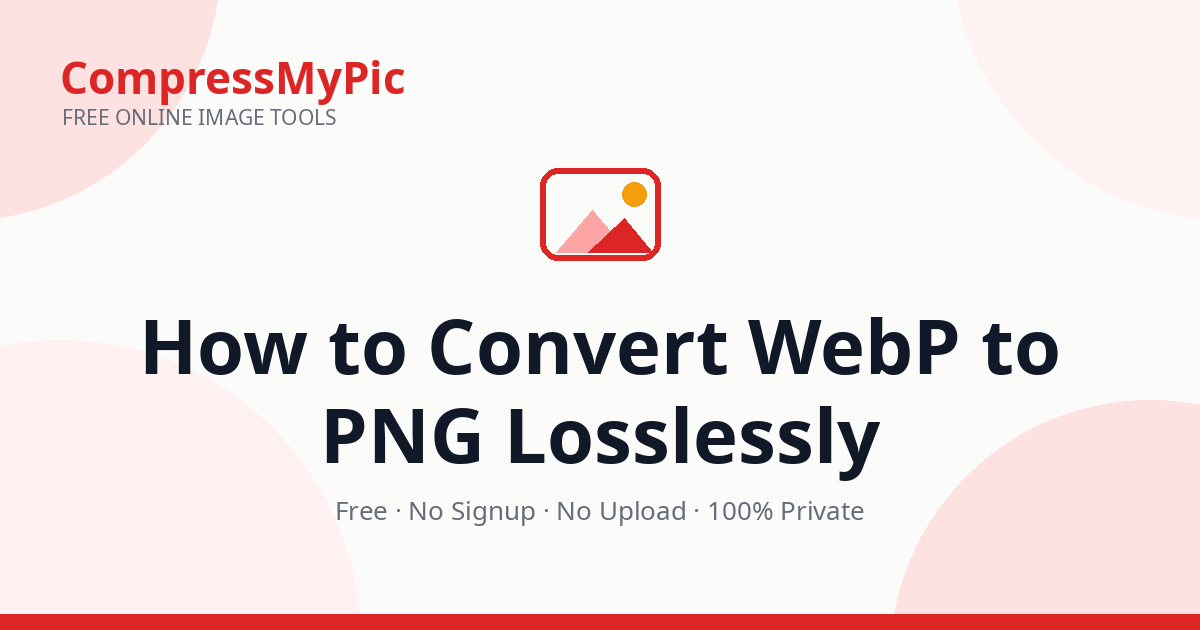 CompressMyPic
FREE ONLINE IMAGE TOOLS
How to Convert WebP to
PNG Losslessly
Free · No Signup · No Upload · 100% Private